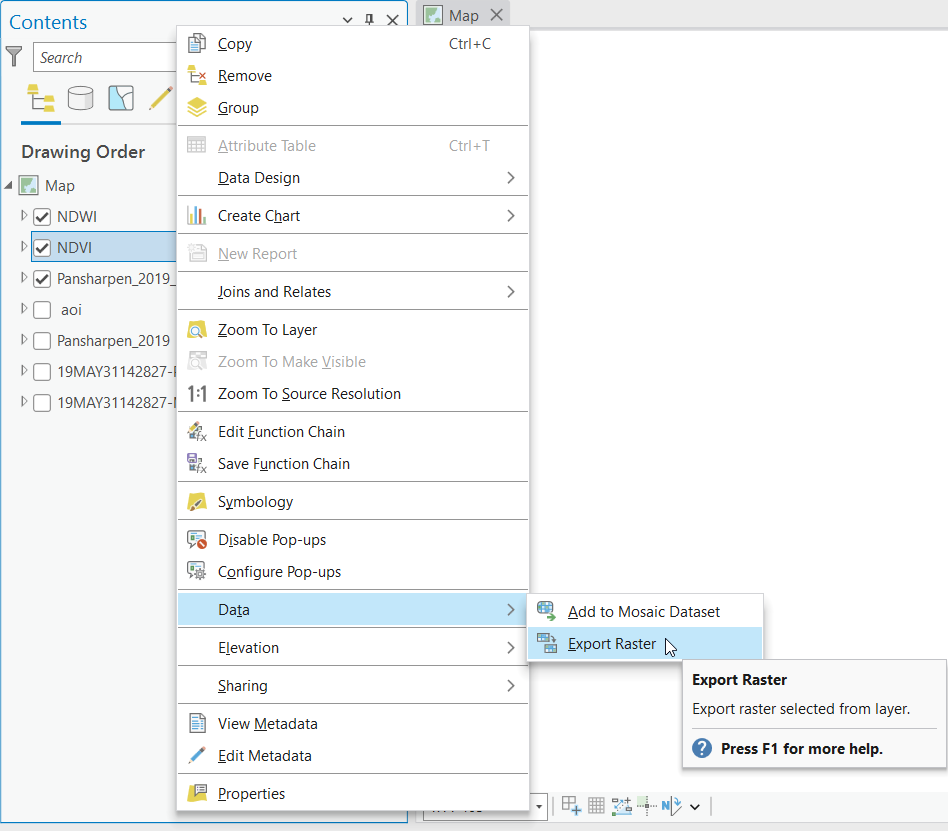 Contents
Map
Search
Drawing Order
Map
NDWI
NDVI
Pansharpen_2019_
aoi
Pansharpen_2019
19MAY31142827-
19MAY31142827-
Copy Ctrl+C
Remove
Group
Attribute Table Ctrl+T
Data Design
Create Chart
New Report
Joins and Relates
Zoom To Layer
Zoom To Make Visible
1:1 Zoom To Source Resolution
Edit Function Chain
Save Function Chain
Symbology
Disable Pop-ups
Configure Pop-ups
Data
Elevation
Sharing
View Metadata
Edit Metadata
Properties
Add to Mosaic Dataset
Export Raster
Export Raster
Export raster selected from layer.
? Press F1 for more help.